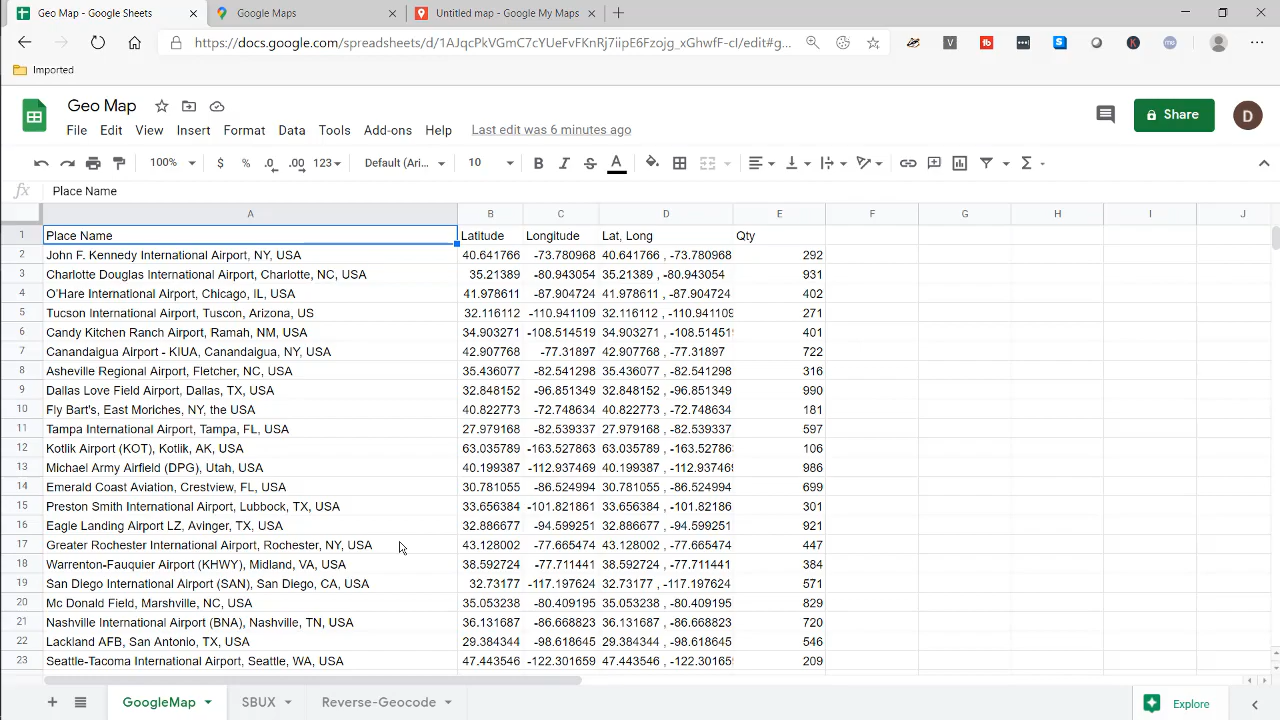 Geo Map - Google Sheets
Google Maps
Untitled map - Google My Maps
https://docs.google.com/spreadsheets/d/1AJqcPkVGmC7cYUeFvFKnRj7iipE6Fzojg_xGhwfF-cI/edit#g...
Imported
Geo Map
File Edit View Insert Format Data Tools Add-ons Help Last edit was 6 minutes ago
Share
D
100% $ % .0 .00 123 Default (Ari... 10 B I S A
fx Place Name
A B C D E F G H I J
1 Place Name Latitude Longitude Lat, Long Qty
2 John F. Kennedy International Airport, NY, USA 40.641766 -73.780968 40.641766 , -73.780968 292
3 Charlotte Douglas International Airport, Charlotte, NC, USA 35.21389 -80.943054 35.21389 , -80.943054 931
4 O'Hare International Airport, Chicago, IL, USA 41.978611 -87.904724 41.978611 , -87.904724 402
5 Tucson International Airport, Tuscon, Arizona, US 32.116112 -110.941109 32.116112 , -110.941109 271
6 Candy Kitchen Ranch Airport, Ramah, NM, USA 34.903271 -108.514519 34.903271 , -108.514519 401
7 Canandaigua Airport - KIUA, Canandaigua, NY, USA 42.907768 -77.31897 42.907768 , -77.31897 722
8 Asheville Regional Airport, Fletcher, NC, USA 35.436077 -82.541298 35.436077 , -82.541298 316
9 Dallas Love Field Airport, Dallas, TX, USA 32.848152 -96.851349 32.848152 , -96.851349 990
10 Fly Bart's, East Moriches, NY, the USA 40.822773 -72.748634 40.822773 , -72.748634 181
11 Tampa International Airport, Tampa, FL, USA 27.979168 -82.539337 27.979168 , -82.539337 597
12 Kotlik Airport (KOT), Kotlik, AK, USA 63.035789 -163.527863 63.035789 , -163.52786 106
13 Michael Army Airfield (DPG), Utah, USA 40.199387 -112.937469 40.199387 , -112.937469 986
14 Emerald Coast Aviation, Crestview, FL, USA 30.781055 -86.524994 30.781055 , -86.524994 699
15 Preston Smith International Airport, Lubbock, TX, USA 33.656384 -101.821861 33.656384 , -101.82186 301
16 Eagle Landing Airport LZ, Avinger, TX, USA 32.886677 -94.599251 32.886677 , -94.599251 921
17 Greater Rochester International Airport, Rochester, NY, USA 43.128002 -77.665474 43.128002 , -77.665474 447
18 Warrenton-Fauquier Airport (KHWY), Midland, VA, USA 38.592724 -77.711441 38.592724 , -77.711441 384
19 San Diego International Airport (SAN), San Diego, CA, USA 32.73177 -117.197624 32.73177 , -117.197624 571
20 Mc Donald Field, Marshville, NC, USA 35.053238 -80.409195 35.053238 , -80.409195 829
21 Nashville International Airport (BNA), Nashville, TN, USA 36.131687 -86.668823 36.131687 , -86.668823 720
22 Lackland AFB, San Antonio, TX, USA 29.384344 -98.618645 29.384344 , -98.618645 546
23 Seattle-Tacoma International Airport, Seattle, WA, USA 47.443546 -122.301659 47.443546 , -122.30165 209
GoogleMap SBUX Reverse-Geocode Explore